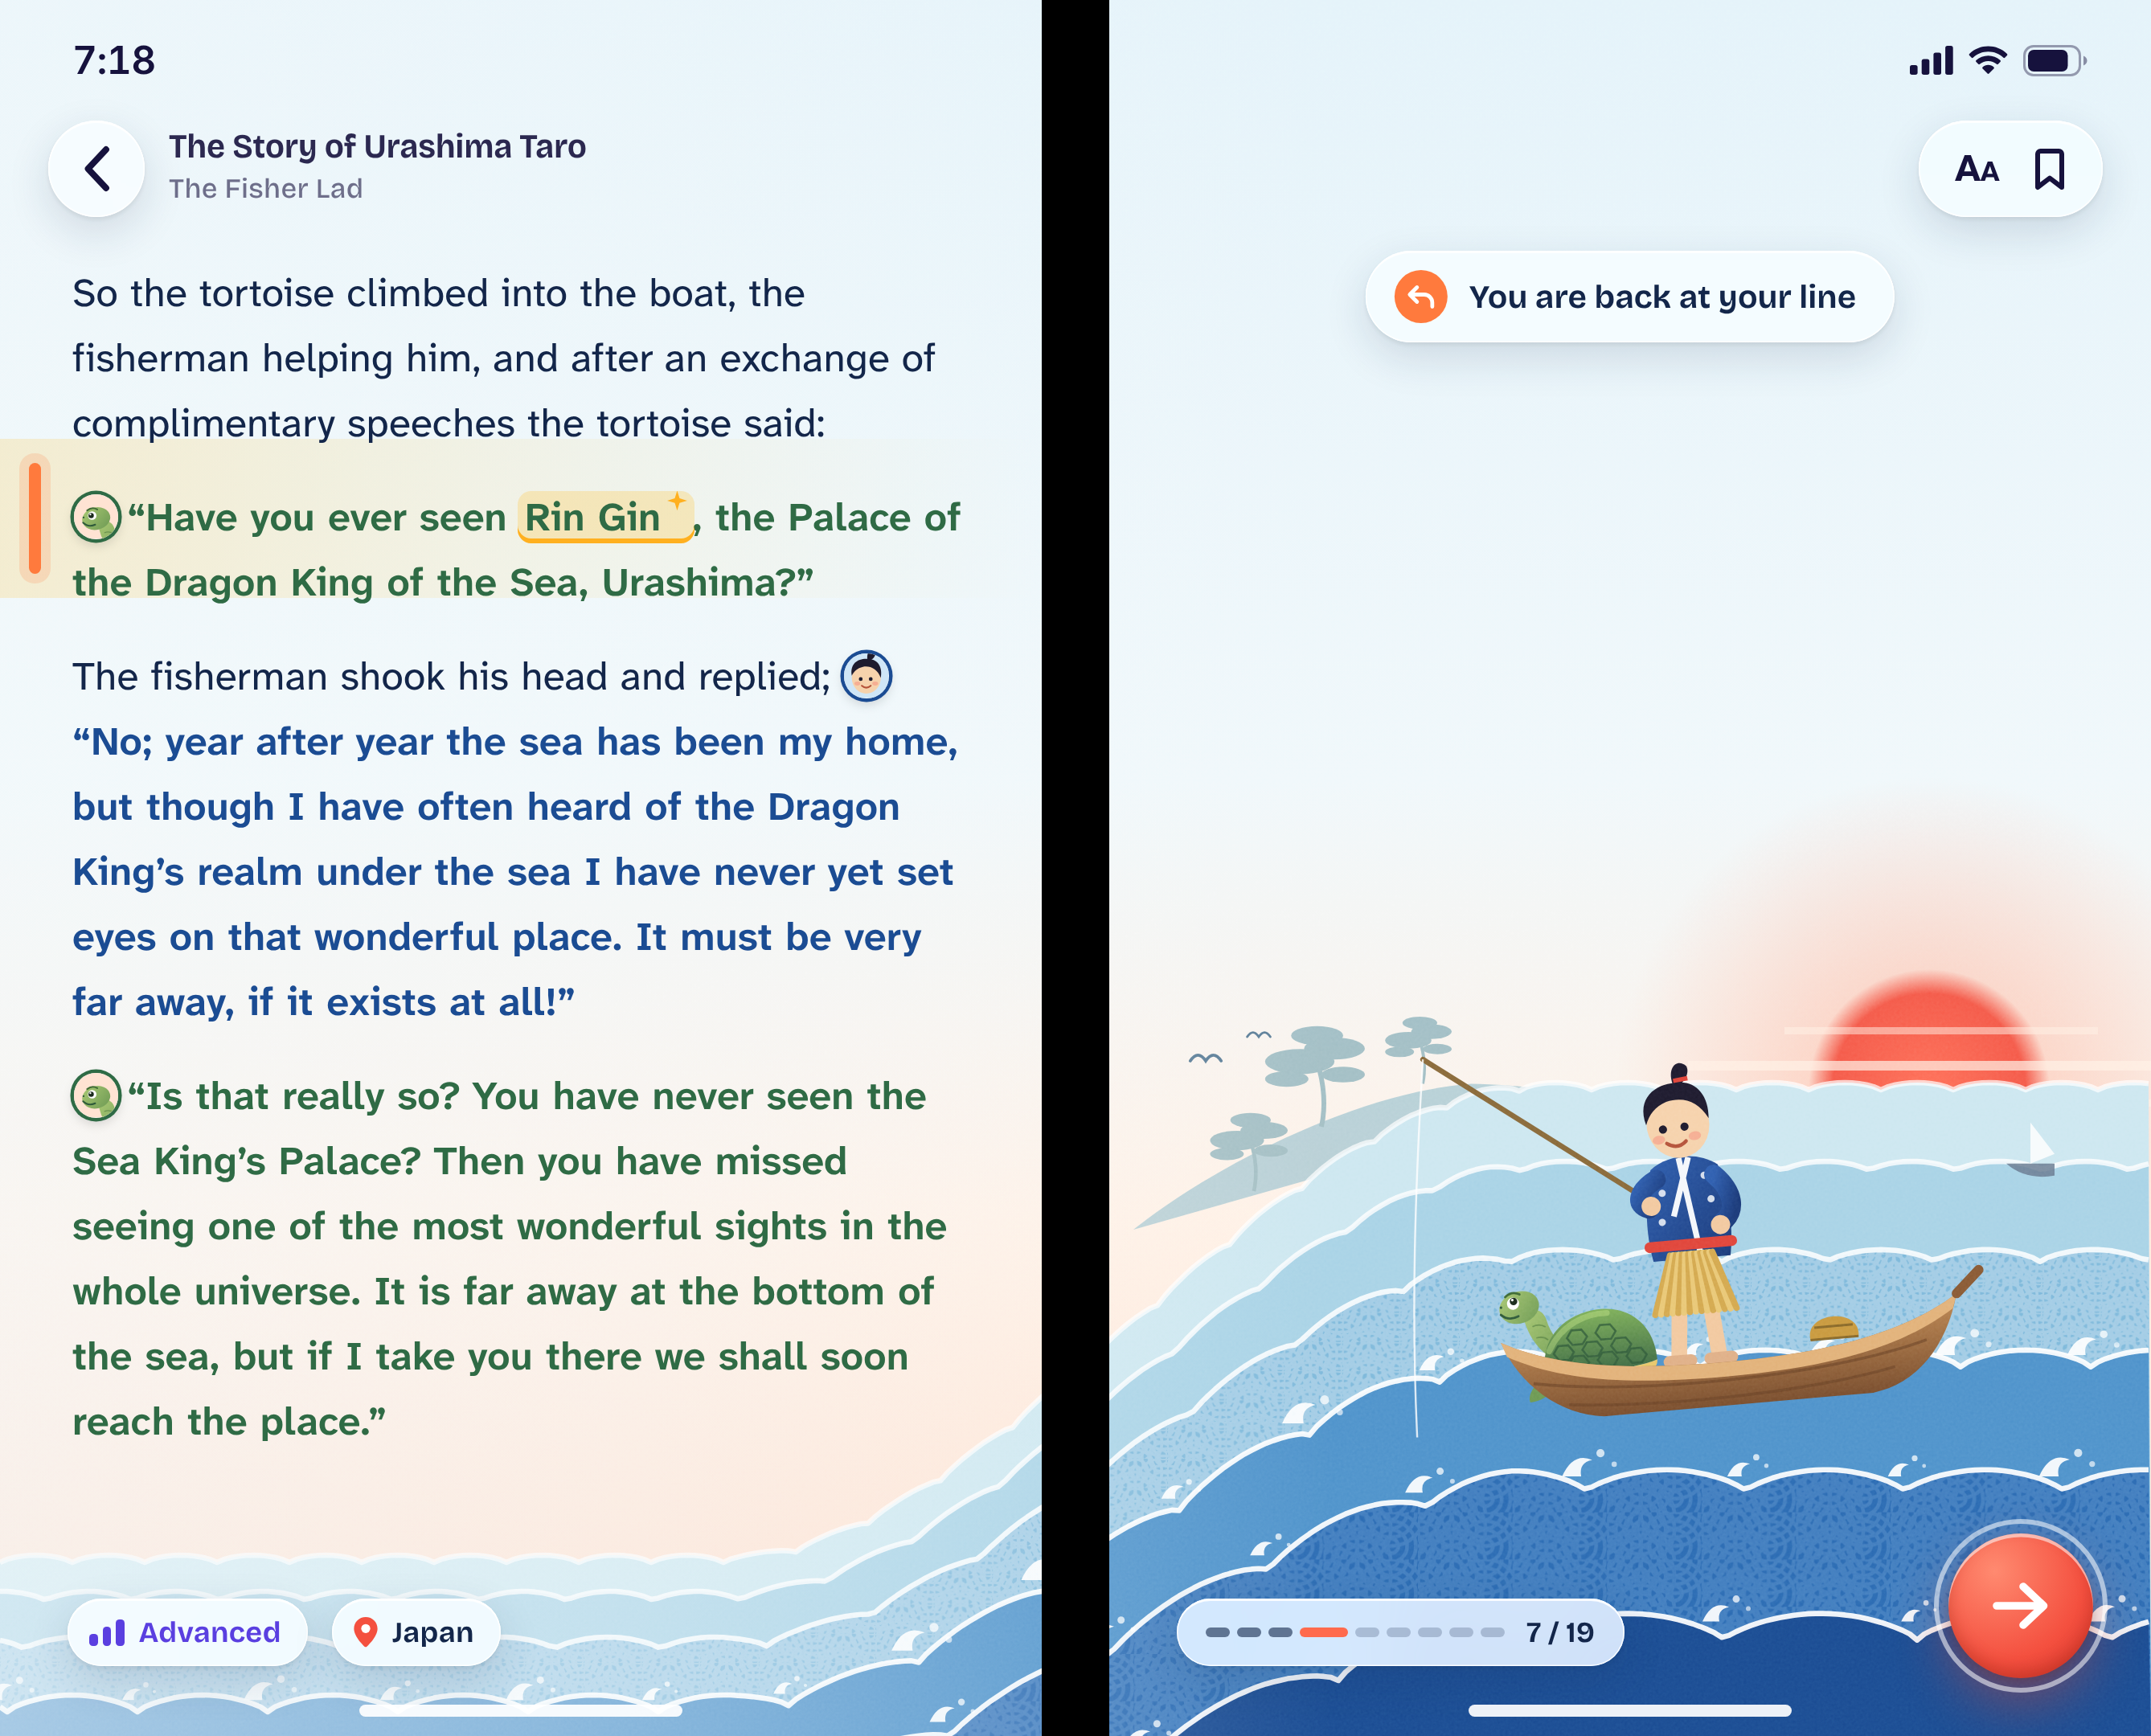 7:18
The Story of Urashima Taro
The Fisher Lad
So the tortoise climbed into the boat, the
fisherman helping him, and after an exchange of
complimentary speeches the tortoise said:
“Have you ever seen Rin Gin, the Palace of
the Dragon King of the Sea, Urashima?”
The fisherman shook his head and replied;
“No; year after year the sea has been my home,
but though I have often heard of the Dragon
King’s realm under the sea I have never yet set
eyes on that wonderful place. It must be very
far away, if it exists at all!”
“Is that really so? You have never seen the
Sea King’s Palace? Then you have missed
seeing one of the most wonderful sights in the
whole universe. It is far away at the bottom of
the sea, but if I take you there we shall soon
reach the place.”
Advanced
Japan
AA
You are back at your line
7 / 19